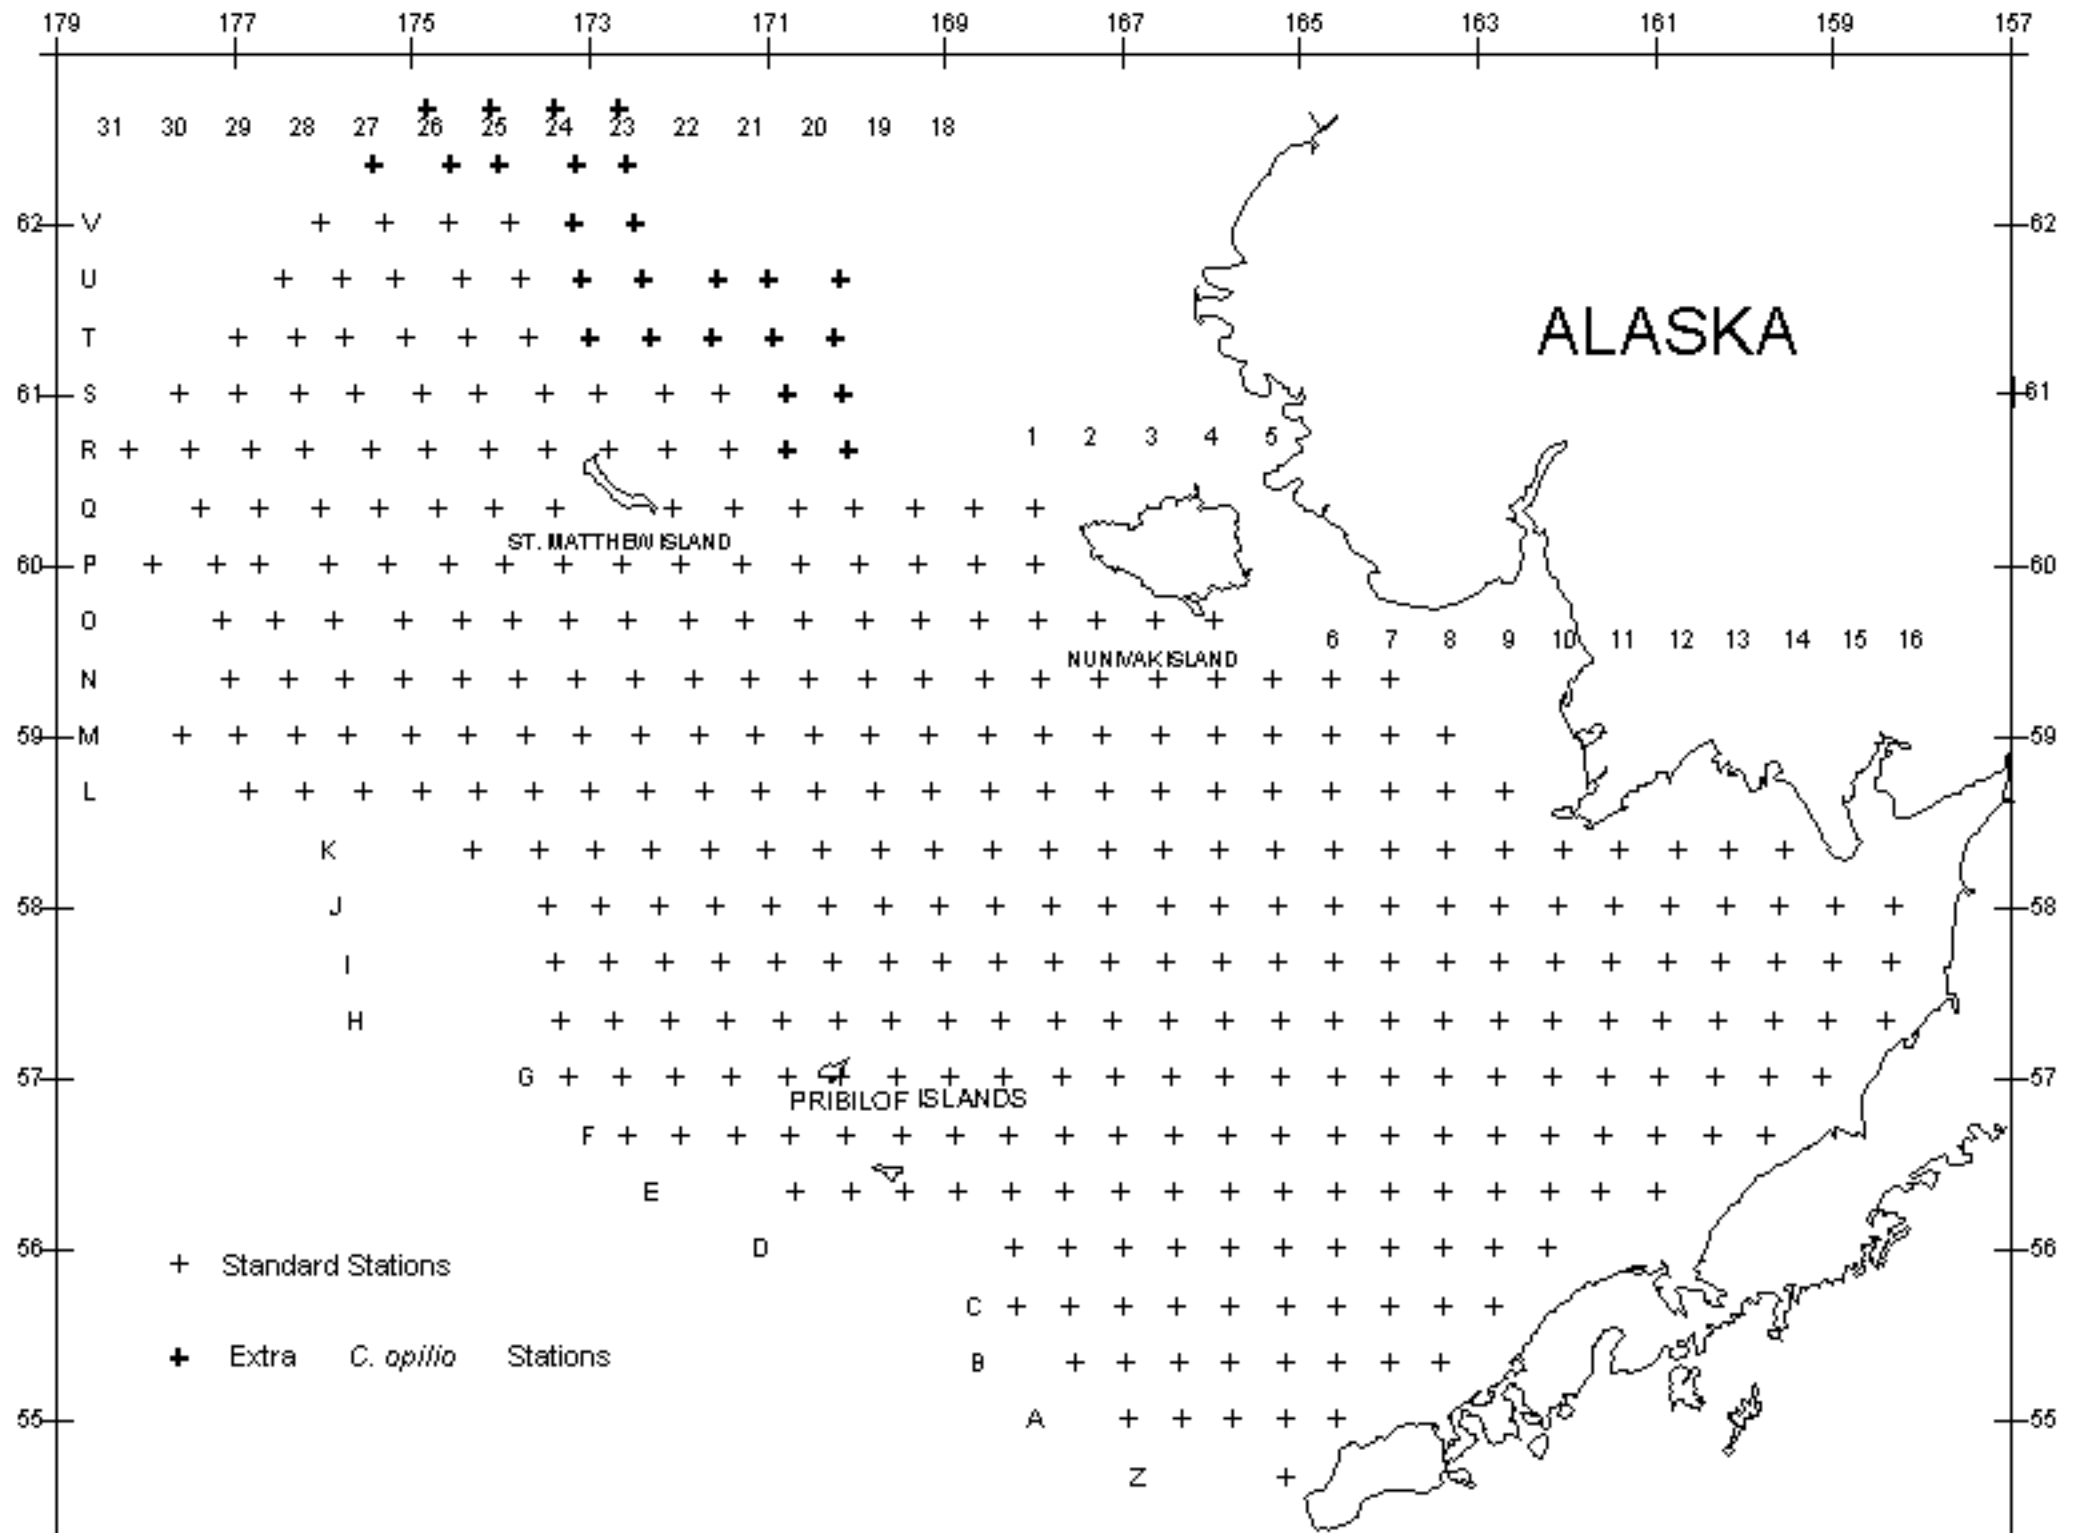 179 177 175 173 171 169 167 165 163 161 159 157
31 30 29 28 27 26 25 24 23 22 21 20 19 18
62 V 62
U
T
ALASKA
61 S 61
R 1 2 3 4 5
Q
ST. MATTHEW ISLAND
60 P 60
O
6 7 8 9 10 11 12 13 14 15 16
NUNIVAK ISLAND
N
59 M 59
L
K
58 J 58
I
H
57 G 57
PRIBILOF ISLANDS
F
E
56 D 56
Standard Stations
C
Extra C. opilio Stations
B
55 A 55
Z